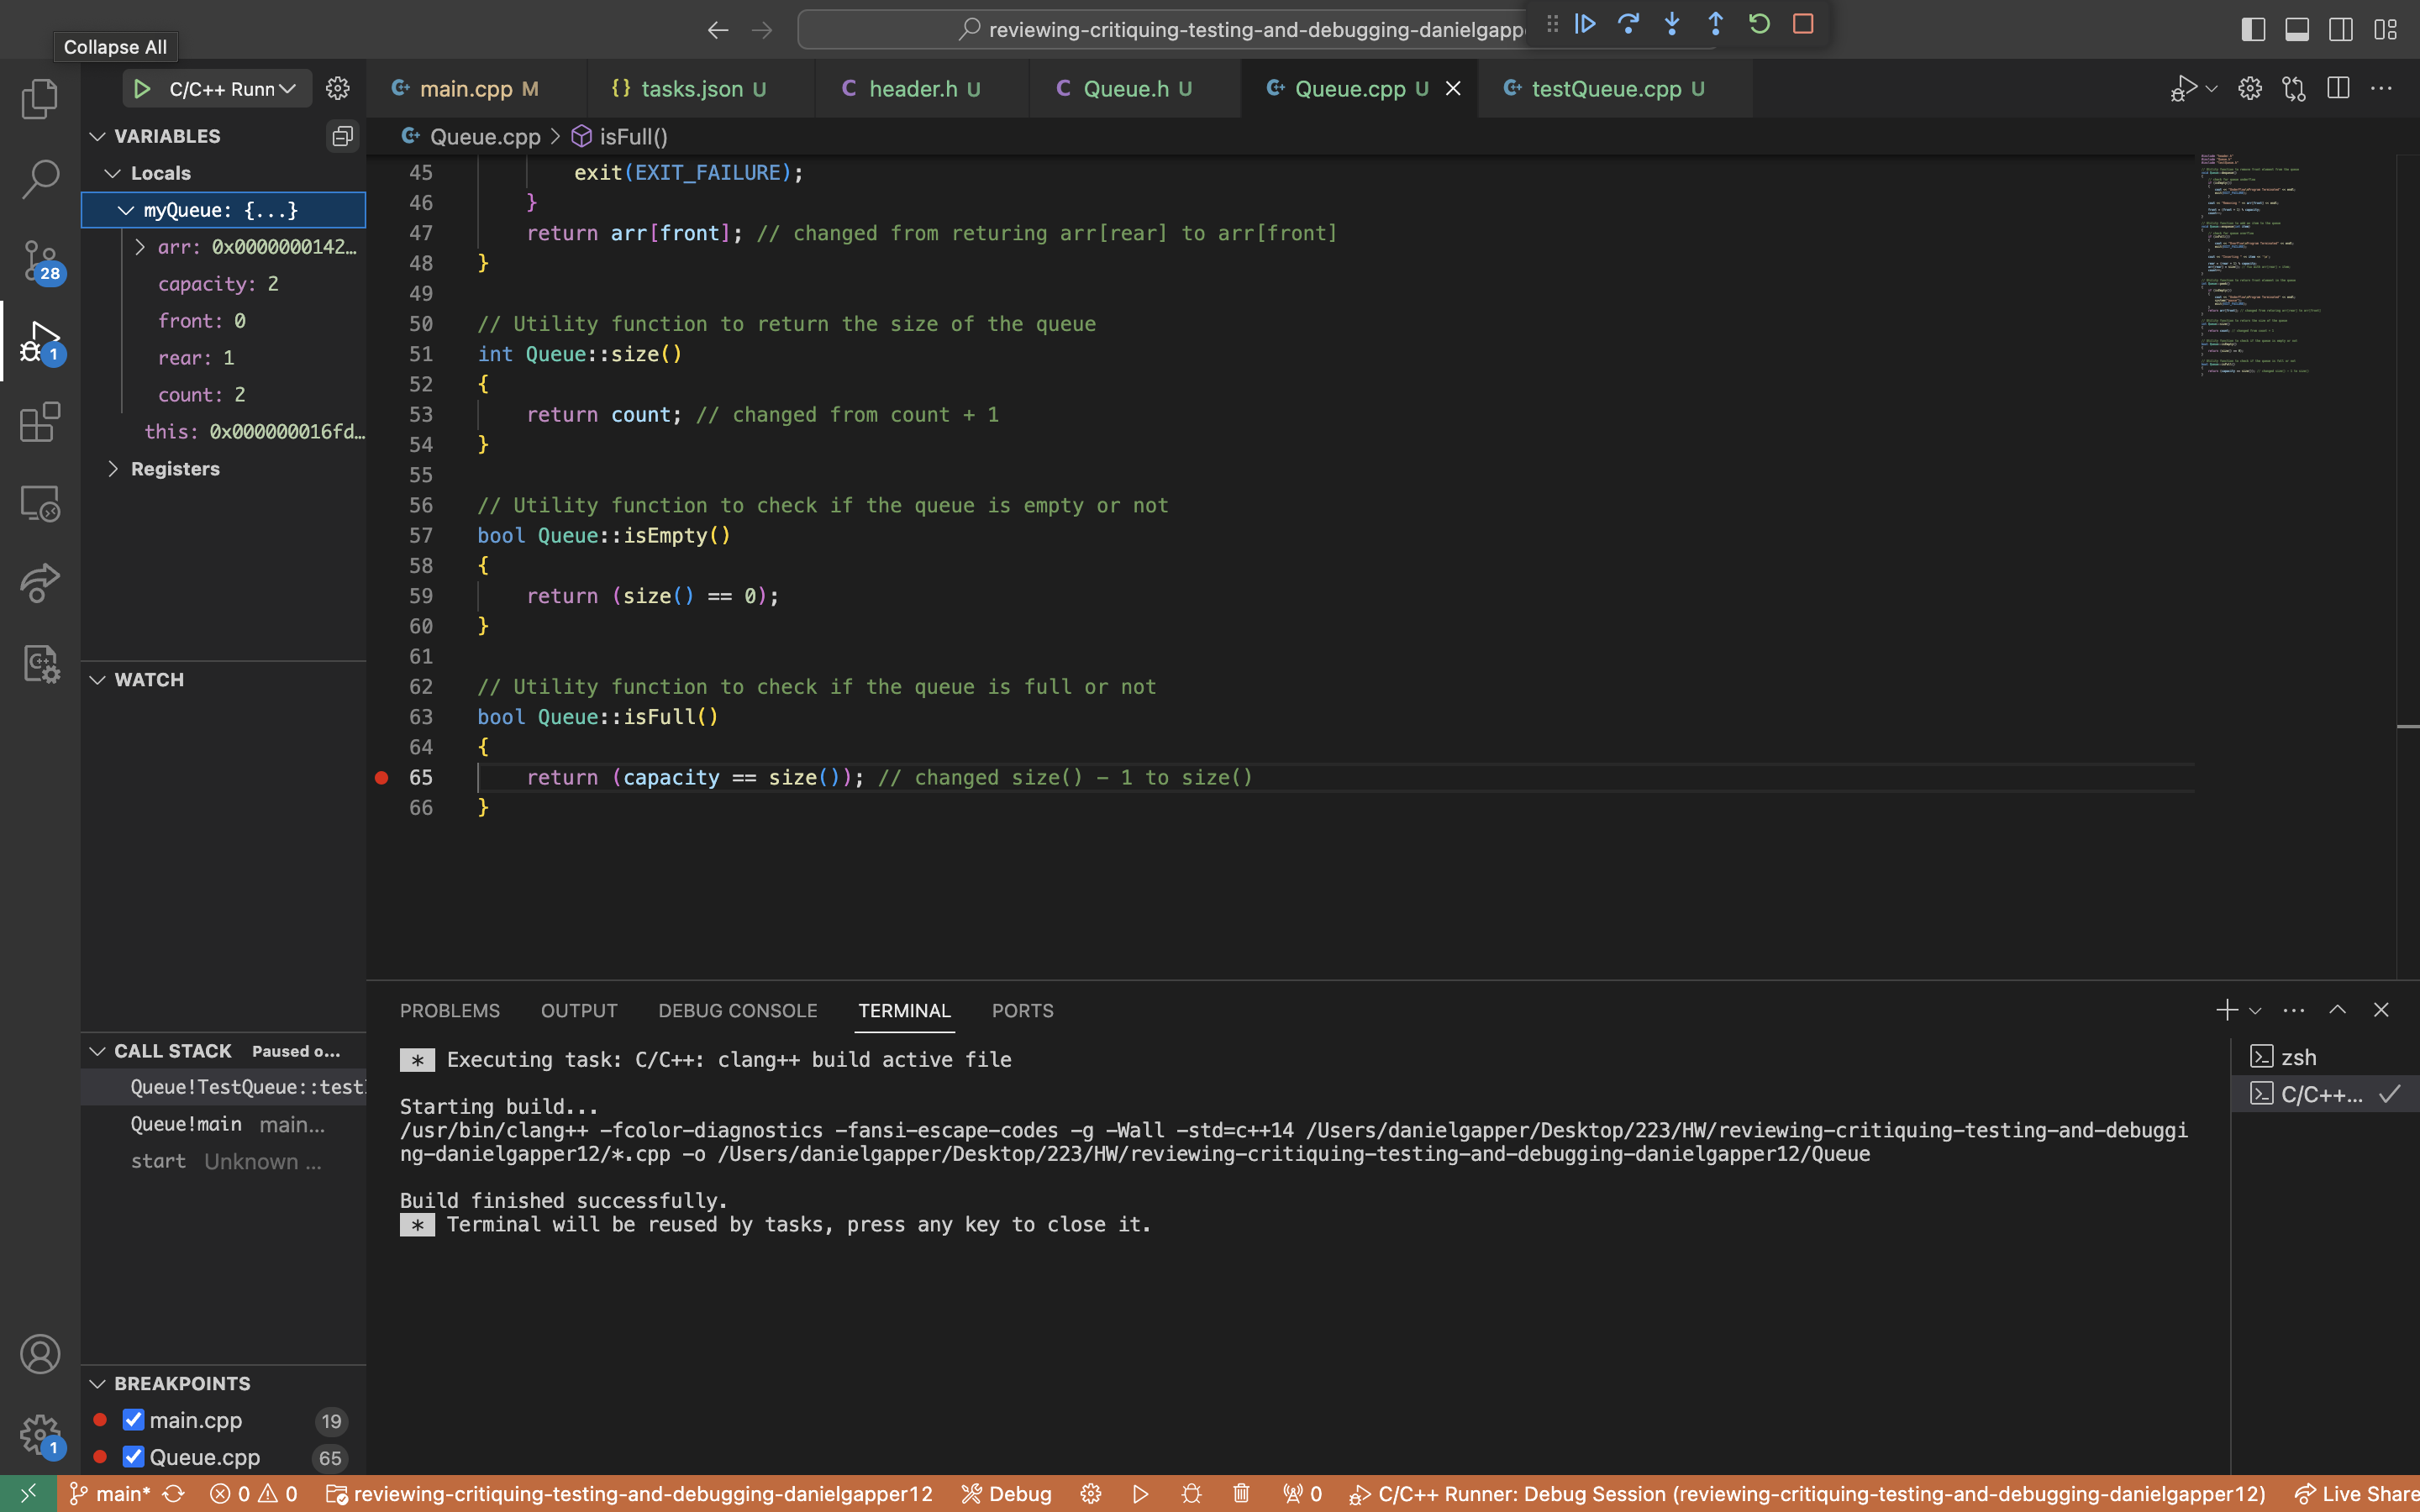 reviewing-critiquing-testing-and-debugging-danielgapp
Collapse All
C/C++ Runn
main.cpp M
{} tasks.json U
C header.h U
C Queue.h U
Queue.cpp U
testQueue.cpp U
VARIABLES
Queue.cpp > isFull()
Locals
myQueue: {...}
arr: 0x0000000142…
capacity: 2
front: 0
rear: 1
count: 2
this: 0x000000016fd…
Registers
28
1
WATCH
45 exit(EXIT_FAILURE);
46 }
47 return arr[front]; // changed from returing arr[rear] to arr[front]
48 }
49
50 // Utility function to return the size of the queue
51 int Queue::size()
52 {
53 return count; // changed from count + 1
54 }
55
56 // Utility function to check if the queue is empty or not
57 bool Queue::isEmpty()
58 {
59 return (size() == 0);
60 }
61
62 // Utility function to check if the queue is full or not
63 bool Queue::isFull()
64 {
65 return (capacity == size()); // changed size() - 1 to size()
66 }
PROBLEMS OUTPUT DEBUG CONSOLE TERMINAL PORTS
* Executing task: C/C++: clang++ build active file
Starting build...
/usr/bin/clang++ -fcolor-diagnostics -fansi-escape-codes -g -Wall -std=c++14 /Users/danielgapper/Desktop/223/HW/reviewing-critiquing-testing-and-debuggi
ng-danielgapper12/*.cpp -o /Users/danielgapper/Desktop/223/HW/reviewing-critiquing-testing-and-debugging-danielgapper12/Queue
Build finished successfully.
* Terminal will be reused by tasks, press any key to close it.
zsh
C/C++...
CALL STACK Paused o...
Queue!TestQueue::test
Queue!main main...
start Unknown ...
BREAKPOINTS
main.cpp 19
Queue.cpp 65
1
main* 0 0 reviewing-critiquing-testing-and-debugging-danielgapper12 Debug 0 C/C++ Runner: Debug Session (reviewing-critiquing-testing-and-debugging-danielgapper12) Live Share